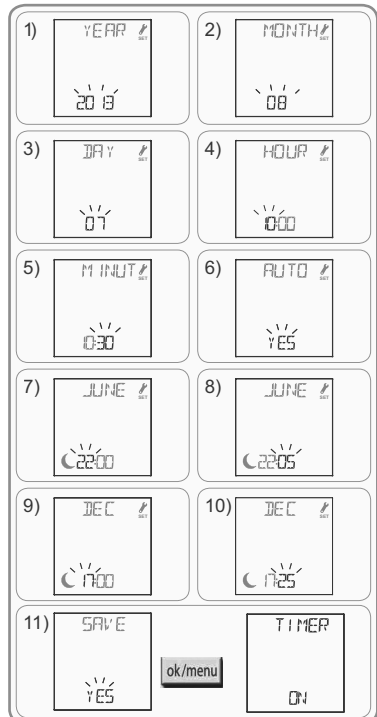 1) YEAR SET
2013
2) MONTH SET
08
3) DAY SET
07
4) HOUR SET
10:00
5) MINUT SET
10:30
6) AUTO SET
YES
7) JUNE SET
22:00
8) JUNE SET
22:05
9) DEC SET
17:00
10) DEC SET
17:25
11) SAVE
YES
ok/menu
TIMER
ON